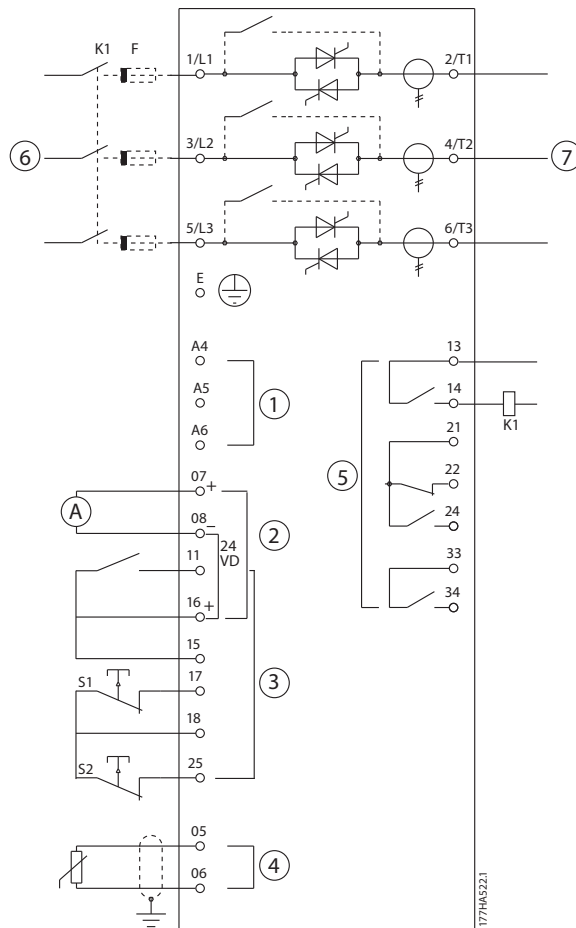 K1 F 1/L1 2/T1
6 3/L2 4/T2 7
5/L3 6/T3
E
A4 13
A5 1 14
A6 K1
21
07 + 5 22
A
08 – 2 24
24
VD
11 33
16 + 34
15
S1 17 3
18
S2 25
05
4
06
177HA522.1